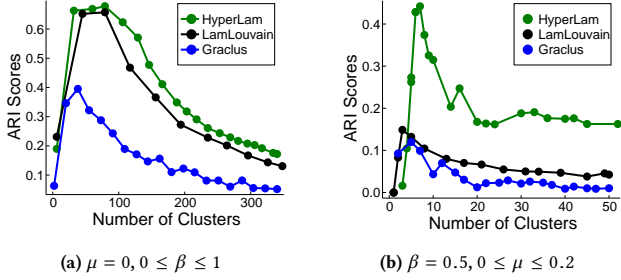 HyperLam
LamLouvain
Graclus
ARI Scores
0.6
0.5
0.4
0.3
0.2
0.1
0 100 200 300
Number of Clusters
(a) μ = 0, 0 ≤ β ≤ 1
HyperLam
LamLouvain
Graclus
ARI Scores
0.4
0.3
0.2
0.1
0.0
0 10 20 30 40 50
Number of Clusters
(b) β = 0.5, 0 ≤ μ ≤ 0.2